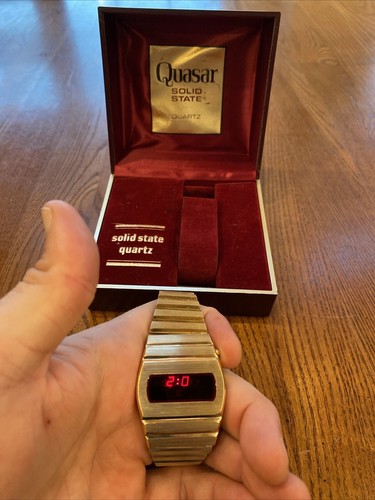 Quasar
SOLID
STATE
QUARTZ
solid state
quartz
2:0